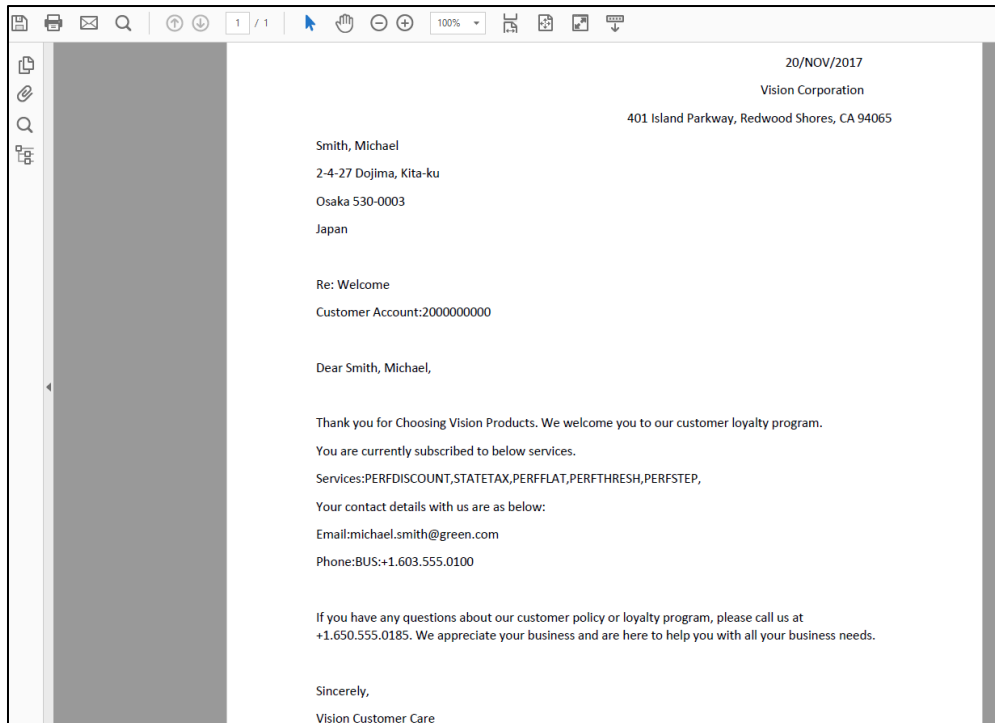 1 / 1
100%
20/NOV/2017
Vision Corporation
401 Island Parkway, Redwood Shores, CA 94065
Smith, Michael
2-4-27 Dojima, Kita-ku
Osaka 530-0003
Japan
Re: Welcome
Customer Account:2000000000
Dear Smith, Michael,
Thank you for Choosing Vision Products. We welcome you to our customer loyalty program.
You are currently subscribed to below services.
Services:PERFDISCOUNT,STATETAX,PERFFLAT,PERFTHRESH,PERFSTEP,
Your contact details with us are as below:
Email:michael.smith@green.com
Phone:BUS:+1.603.555.0100
If you have any questions about our customer policy or loyalty program, please call us at
+1.650.555.0185. We appreciate your business and are here to help you with all your business needs.
Sincerely,
Vision Customer Care